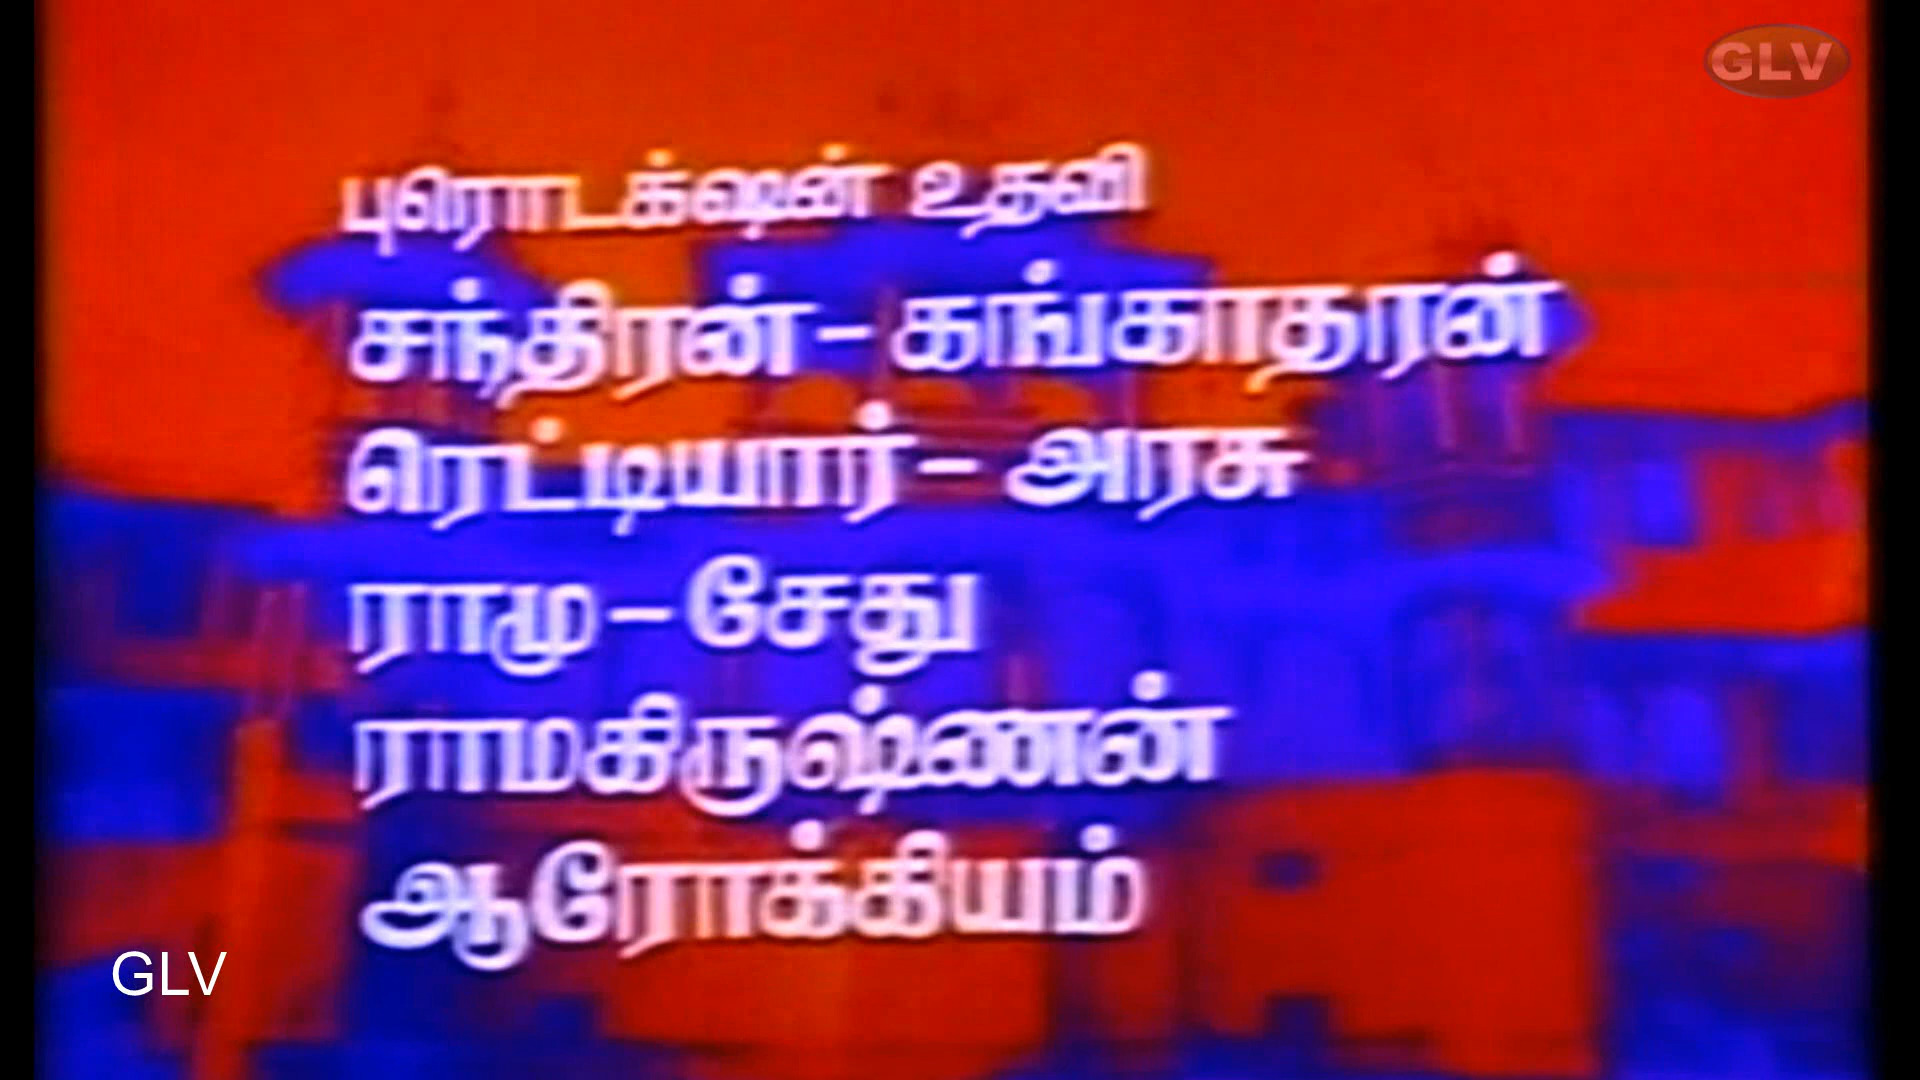 GLV
புரொடக்ஷன் உதவி
சந்திரன் - கங்காதரன்
ரெட்டியார் - அரசு
ராமு - சேது
ராமகிருஷ்ணன்
ஆரோக்கியம்
GLV